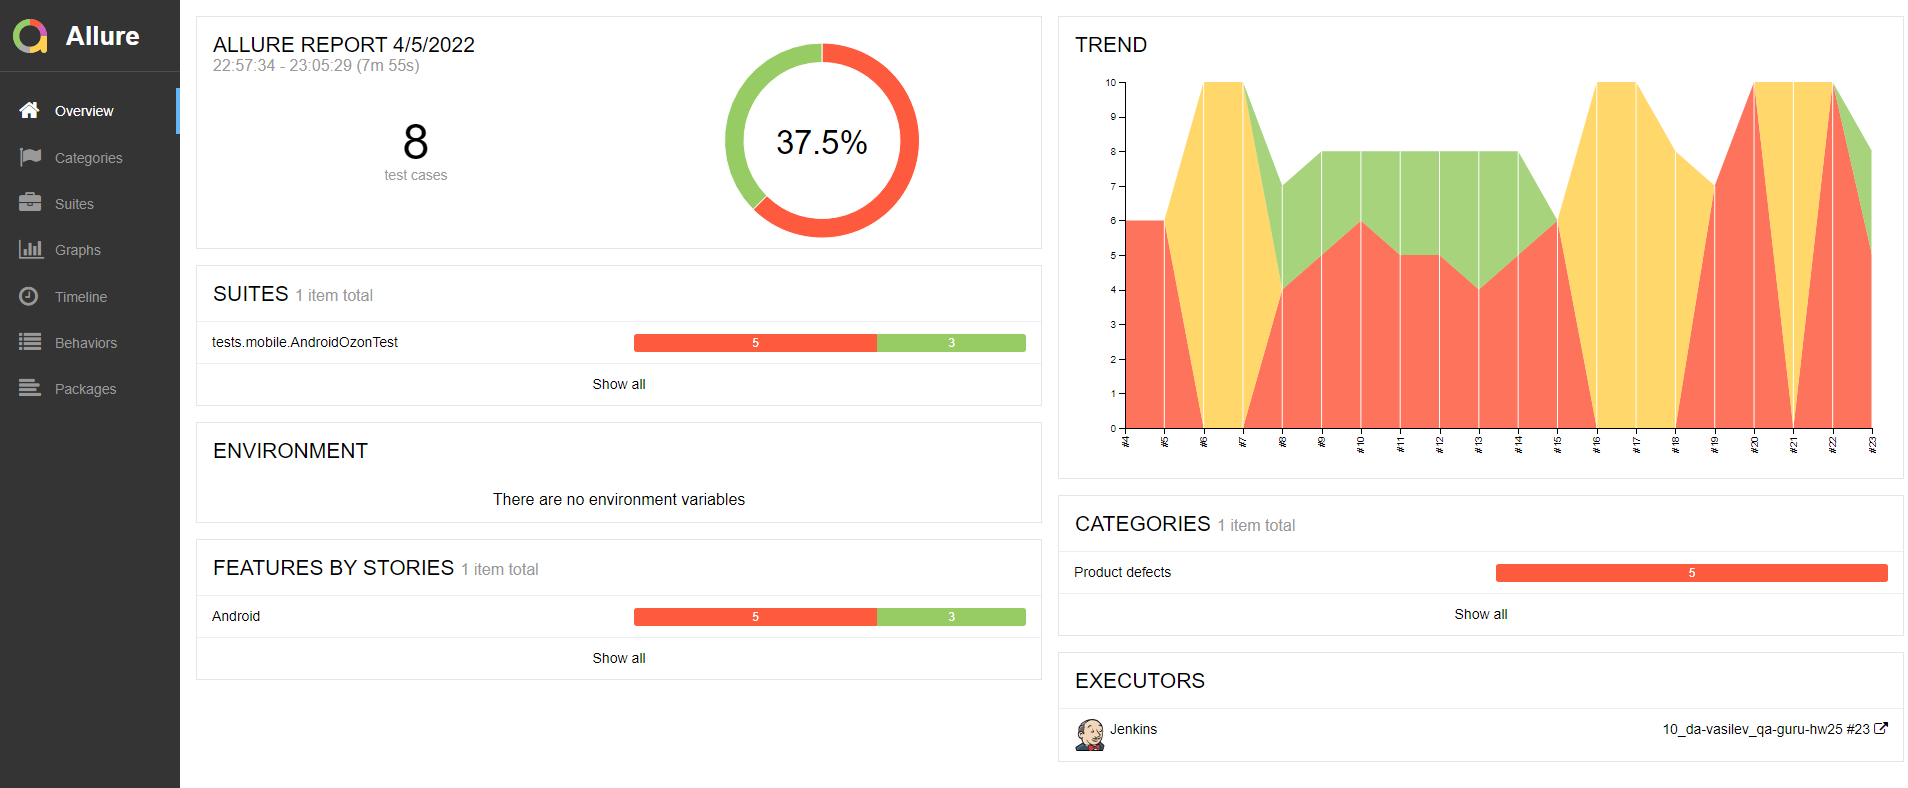 Allure
Overview
Categories
Suites
Graphs
Timeline
Behaviors
Packages
ALLURE REPORT 4/5/2022
22:57:34 - 23:05:29 (7m 55s)
8
test cases
37.5%
SUITES 1 item total
tests.mobile.AndroidOzonTest 5 3
Show all
ENVIRONMENT
There are no environment variables
FEATURES BY STORIES 1 item total
Android 5 3
Show all
TREND
10
9
8
7
6
5
4
3
2
1
0
#4 #5 #6 #7 #8 #9 #10 #11 #12 #13 #14 #15 #16 #17 #18 #19 #20 #21 #22 #23
CATEGORIES 1 item total
Product defects 5
Show all
EXECUTORS
Jenkins 10_da-vasilev_qa-guru-hw25 #23